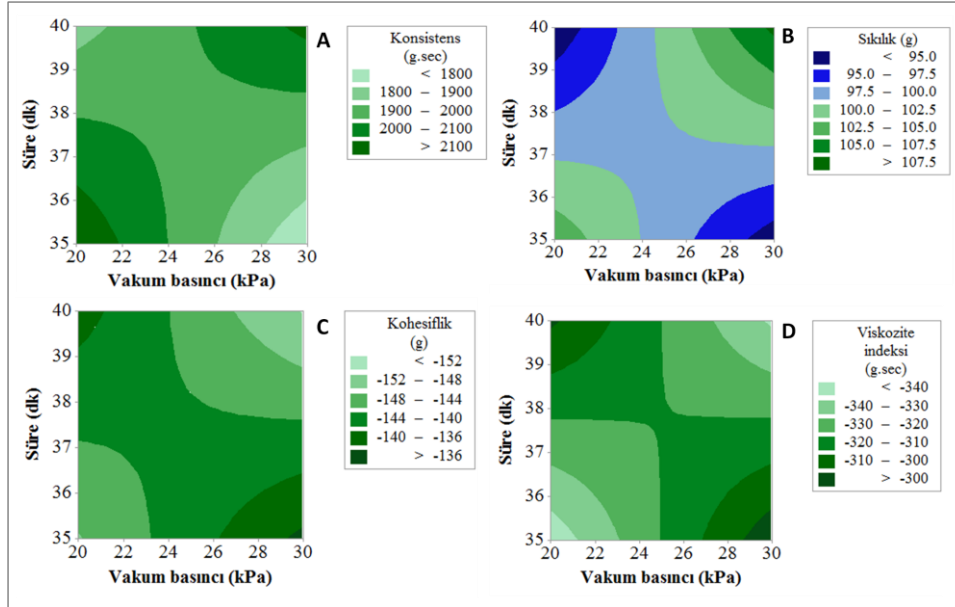 A
Konsistens
(g.sec)
< 1800
1800 – 1900
1900 – 2000
2000 – 2100
> 2100
Süre (dk)
40
39
38
37
36
35
20 22 24 26 28 30
Vakum basıncı (kPa)
B
Sıkılık (g)
< 95.0
95.0 – 97.5
97.5 – 100.0
100.0 – 102.5
102.5 – 105.0
105.0 – 107.5
> 107.5
Süre (dk)
40
39
38
37
36
35
20 22 24 26 28 30
Vakum basıncı (kPa)
C
Kohesiflik
(g)
< -152
-152 – -148
-148 – -144
-144 – -140
-140 – -136
> -136
Süre (dk)
40
39
38
37
36
35
20 22 24 26 28 30
Vakum basıncı (kPa)
D
Viskozite
indeksi
(g.sec)
< -340
-340 – -330
-330 – -320
-320 – -310
-310 – -300
> -300
Süre (dk)
40
39
38
37
36
35
20 22 24 26 28 30
Vakum basıncı (kPa)